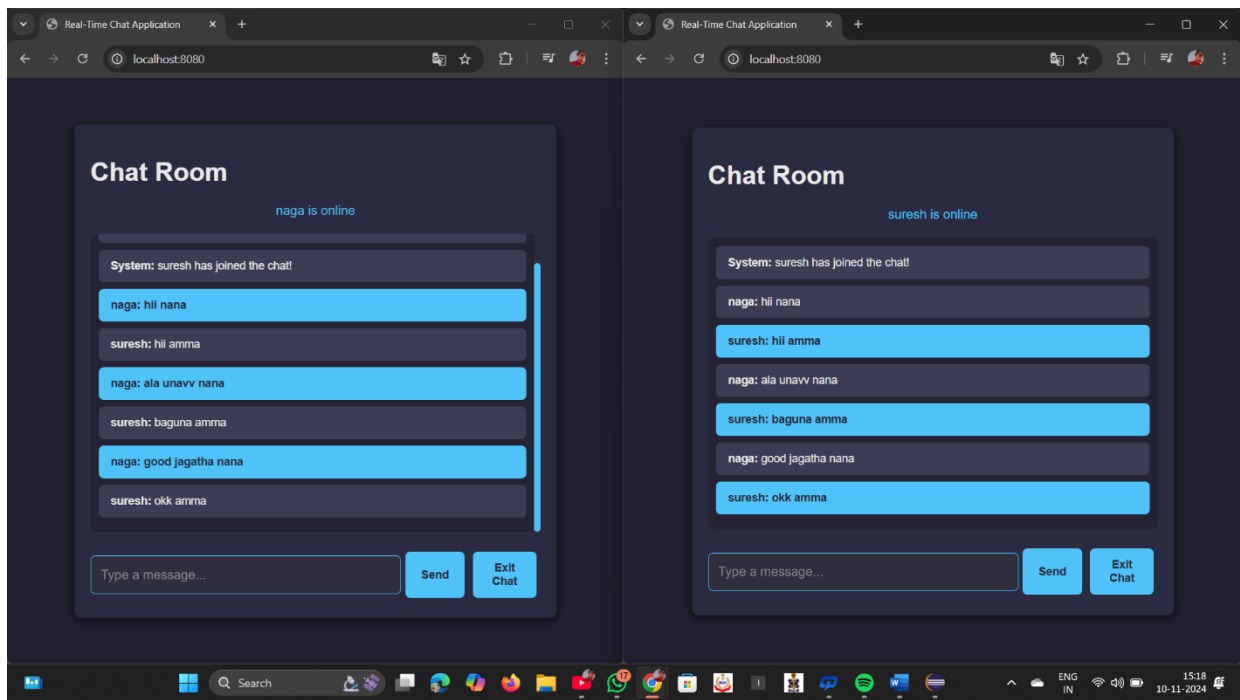 Real-Time Chat Application
localhost:8080
Chat Room
naga is online
System: suresh has joined the chat!
naga: hii nana
suresh: hii amma
naga: ala unavv nana
suresh: baguna amma
naga: good jagatha nana
suresh: okk amma
Type a message...
Send
Exit
Chat
Real-Time Chat Application
localhost:8080
Chat Room
suresh is online
System: suresh has joined the chat!
naga: hii nana
suresh: hii amma
naga: ala unavv nana
suresh: baguna amma
naga: good jagatha nana
suresh: okk amma
Type a message...
Send
Exit
Chat
Search
17
ENG
IN
15:18
10-11-2024